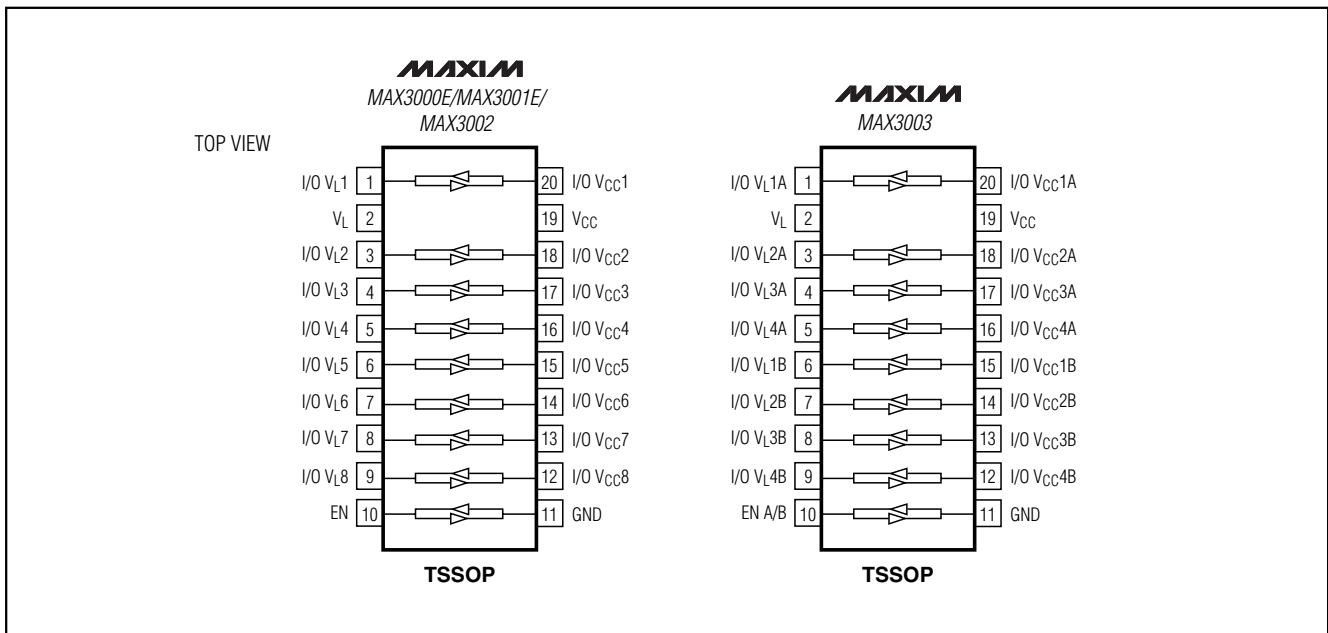 MAXIM
MAX3000E/MAX3001E/
MAX3002
TOP VIEW
I/O VL1 1 20 I/O VCC1
VL 2 19 VCC
I/O VL2 3 18 I/O VCC2
I/O VL3 4 17 I/O VCC3
I/O VL4 5 16 I/O VCC4
I/O VL5 6 15 I/O VCC5
I/O VL6 7 14 I/O VCC6
I/O VL7 8 13 I/O VCC7
I/O VL8 9 12 I/O VCC8
EN 10 11 GND
TSSOP
MAXIM
MAX3003
I/O VL1A 1 20 I/O VCC1A
VL 2 19 VCC
I/O VL2A 3 18 I/O VCC2A
I/O VL3A 4 17 I/O VCC3A
I/O VL4A 5 16 I/O VCC4A
I/O VL1B 6 15 I/O VCC1B
I/O VL2B 7 14 I/O VCC2B
I/O VL3B 8 13 I/O VCC3B
I/O VL4B 9 12 I/O VCC4B
EN A/B 10 11 GND
TSSOP